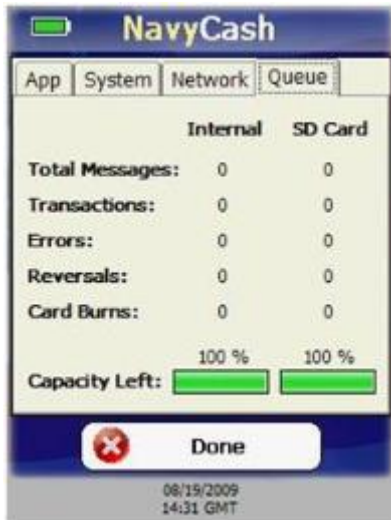 NavyCash
App System Network Queue
Internal SD Card
Total Messages: 0 0
Transactions: 0 0
Errors: 0 0
Reversals: 0 0
Card Burns: 0 0
100 % 100 %
Capacity Left:
Done
08/19/2009
14:31 GMT